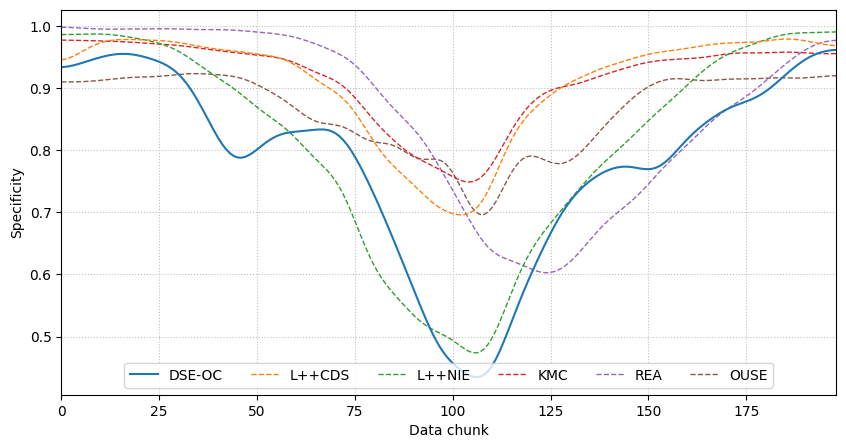 1.0
0.9
0.8
0.7
0.6
0.5
Specificity
DSE-OC L++CDS L++NIE KMC REA OUSE
0 25 50 75 100 125 150 175
Data chunk